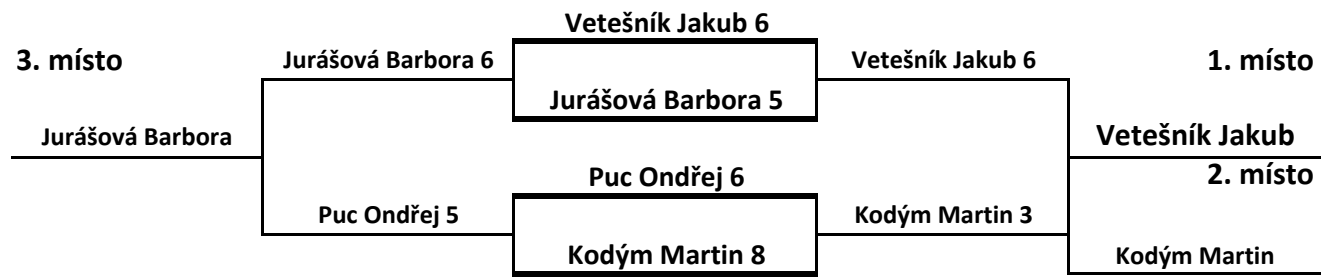 Vetešník Jakub 6
3. místo
Jurášová Barbora 6
Vetešník Jakub 6
1. místo
Jurášová Barbora 5
Jurášová Barbora
Vetešník Jakub
Puc Ondřej 6
2. místo
Puc Ondřej 5
Kodým Martin 3
Kodým Martin 8
Kodým Martin